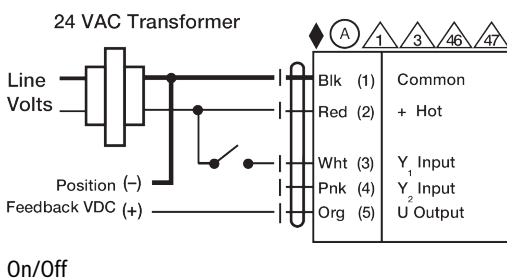 24 VAC Transformer
A 1 3 46 47
Line
Volts
Blk (1) Common
Red (2) + Hot
Wht (3) Y1 Input
Pnk (4) Y2 Input
Org (5) U Output
Position (–)
Feedback VDC (+)
On/Off